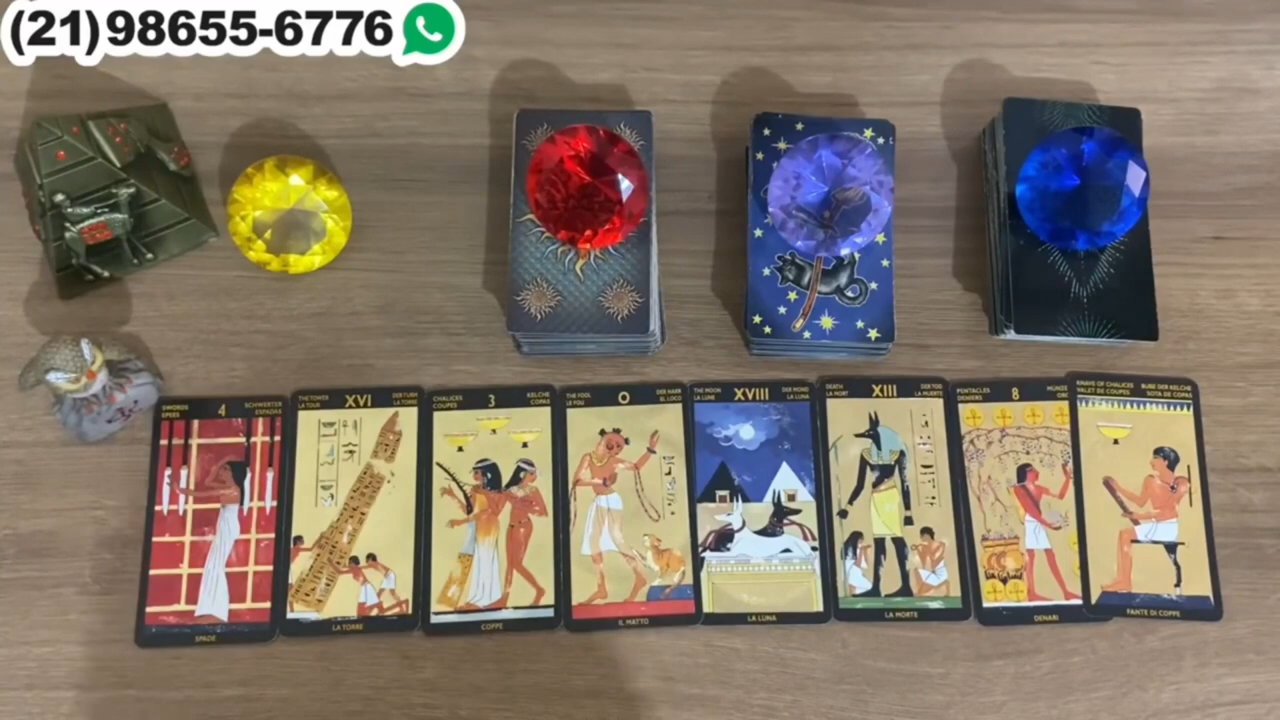 (21)98655-6776
SWORDS 4 SCHWERTER
EPEES ESPADAS
SPADE
THE TOWER XVI DER TURM
LA TOUR LA TORRE
LA TORRE
CHALICES 3 KELCHE
COUPES COPAS
COPPE
THE FOOL 0 DER NARR
LE FOU EL LOCO
IL MATTO
THE MOON XVIII DER MOND
LA LUNE LA LUNA
LA LUNA
DEATH XIII DER TOD
LA MORT LA MUERTE
LA MORTE
PENTACLES 8
DENIERS
DENARI
KNAVE OF CHALICES BUBE DER KELCHE
VALET DE COUPES SOTA DE COPAS
FANTE DI COPPE